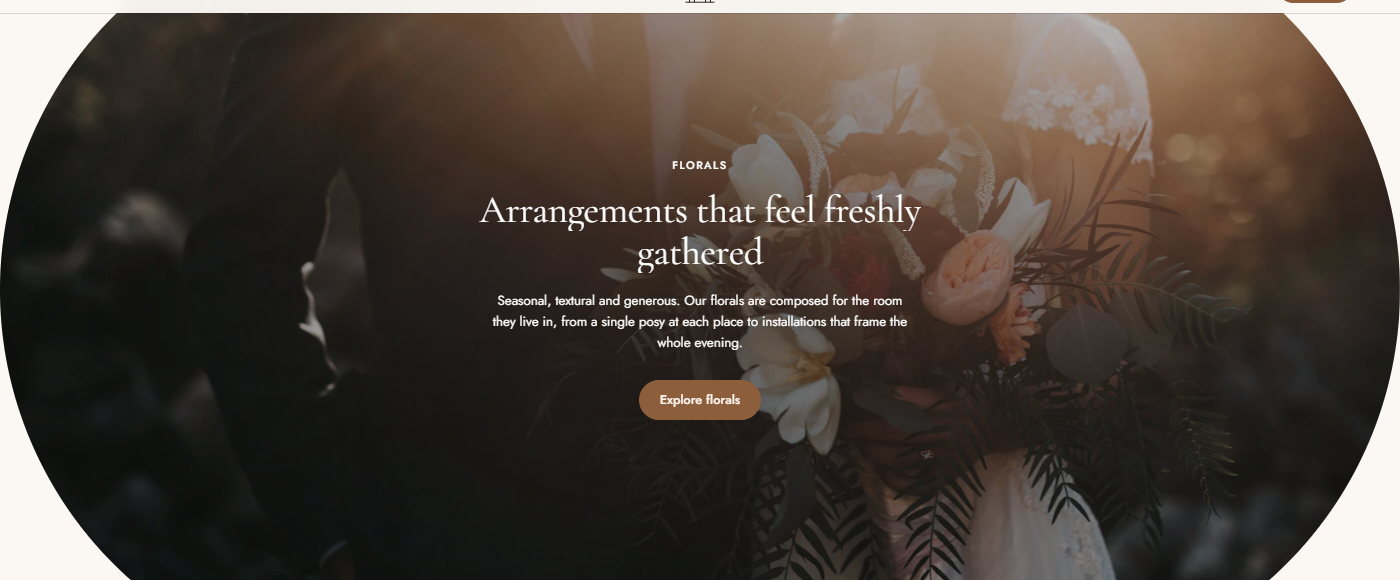 FLORALS
Arrangements that feel freshly
gathered
Seasonal, textural and generous. Our florals are composed for the room
they live in, from a single posy at each place to installations that frame the
whole evening.
Explore florals